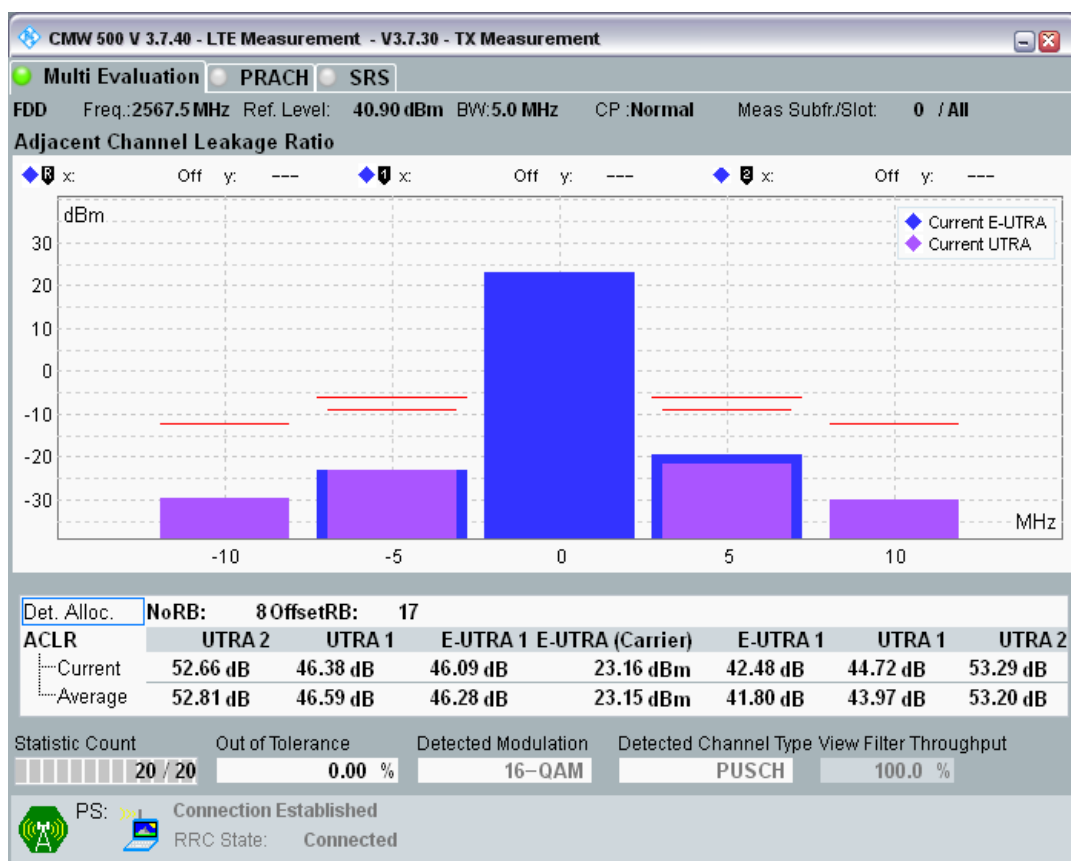 CMW 500 V 3.7.40 - LTE Measurement - V3.7.30 - TX Measurement
Multi Evaluation PRACH SRS
FDD Freq.:2567.5 MHz Ref. Level: 40.90 dBm BW:5.0 MHz CP :Normal Meas Subfr./Slot: 0 / All
Adjacent Channel Leakage Ratio
R x: Off y: --- 1 x: Off y: --- 2 x: Off y: ---
dBm
Current E-UTRA
Current UTRA
30
20
10
0
-10
-20
-30
MHz
-10 -5 0 5 10
Det. Alloc. NoRB: 8 OffsetRB: 17
ACLR UTRA 2 UTRA 1 E-UTRA 1 E-UTRA (Carrier) E-UTRA 1 UTRA 1 UTRA 2
Current 52.66 dB 46.38 dB 46.09 dB 23.16 dBm 42.48 dB 44.72 dB 53.29 dB
Average 52.81 dB 46.59 dB 46.28 dB 23.15 dBm 41.80 dB 43.97 dB 53.20 dB
Statistic Count Out of Tolerance Detected Modulation Detected Channel Type View Filter Throughput
20 / 20 0.00 % 16-QAM PUSCH 100.0 %
PS: Connection Established
RRC State: Connected